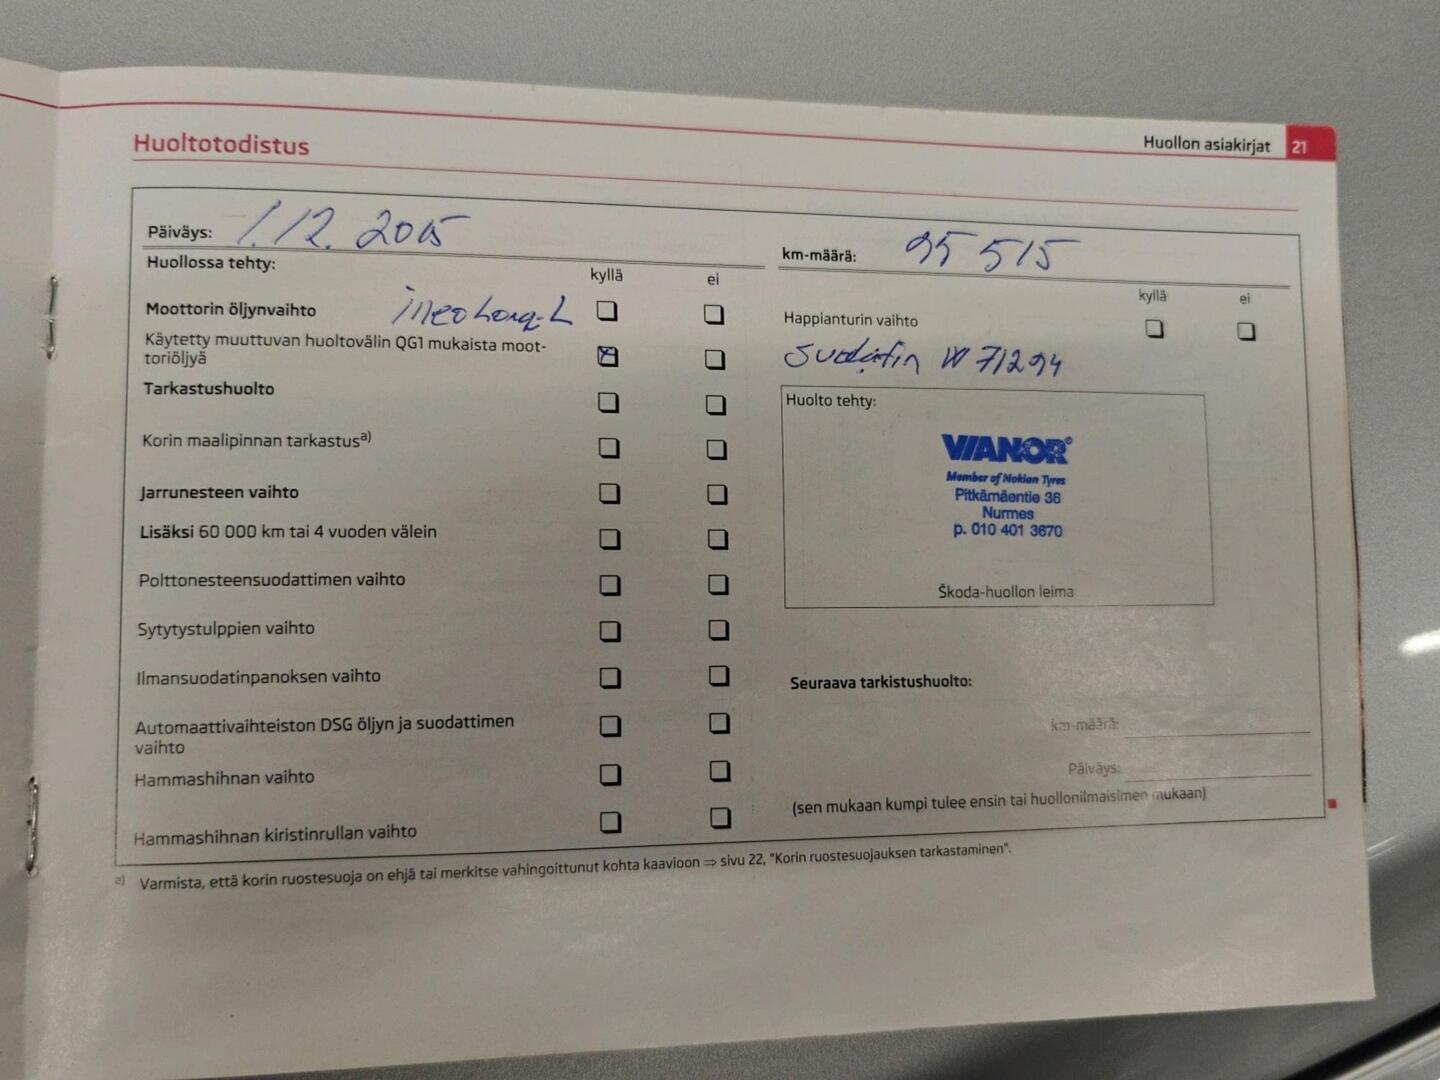 Huollon asiakirjat 21
Huoltotodistus
Päiväys: 1.12.2015
km-määrä: 95 515
Huollossa tehty:
kyllä ei
Moottorin öljynvaihto
Käytetty muuttuvan huoltovälin QG1 mukaista moot-
toriöljyä
Tarkastushuolto
Korin maalipinnan tarkastusa)
Jarrunesteen vaihto
Lisäksi 60 000 km tai 4 vuoden välein
Polttonesteensuodattimen vaihto
Sytytystulppien vaihto
Ilmansuodatinpanoksen vaihto
Automaattivaihteiston DSG öljyn ja suodattimen
vaihto
Hammashihnan vaihto
Hammashihnan kiristinrullan vaihto
kyllä ei
Happianturin vaihto
suodatin W 712 94
Huolto tehty:
VIANOR®
Member of Nokian Tyres
Pitkämäentie 36
Nurmes
p. 010 401 3670
Škoda-huollon leima
Seuraava tarkistushuolto:
km-määrä:
Päiväys:
(sen mukaan kumpi tulee ensin tai huollonilmaisimen mukaan)
a) Varmista, että korin ruostesuoja on ehjä tai merkitse vahingoittunut kohta kaavioon ⇒ sivu 22, "Korin ruostesuojauksen tarkastaminen".